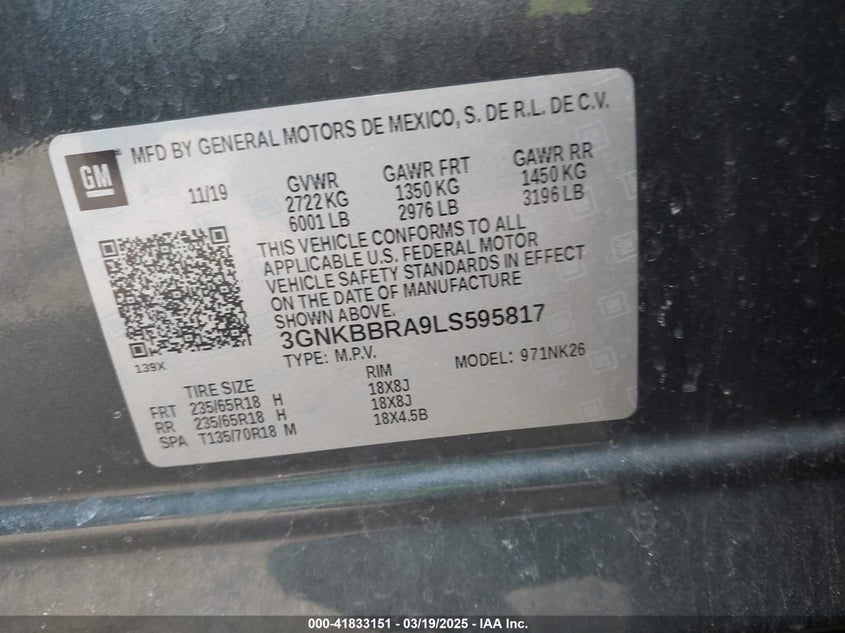 MFD BY GENERAL MOTORS DE MEXICO, S. DE R.L. DE C.V.
GM
11/19
GVWR GAWR FRT GAWR RR
2722 KG 1350 KG 1450 KG
6001 LB 2976 LB 3196 LB
THIS VEHICLE CONFORMS TO ALL
APPLICABLE U.S. FEDERAL MOTOR
VEHICLE SAFETY STANDARDS IN EFFECT
ON THE DATE OF MANUFACTURE
SHOWN ABOVE.
3GNKBBRA9LS595817
139X
TYPE: M.P.V. MODEL: 971NK26
TIRE SIZE RIM
FRT 235/65R18 H 18X8J
RR 235/65R18 H 18X8J
SPA T135/70R18 M 18X4.5B
000-41833151 — 03/19/2025 — IAA Inc.